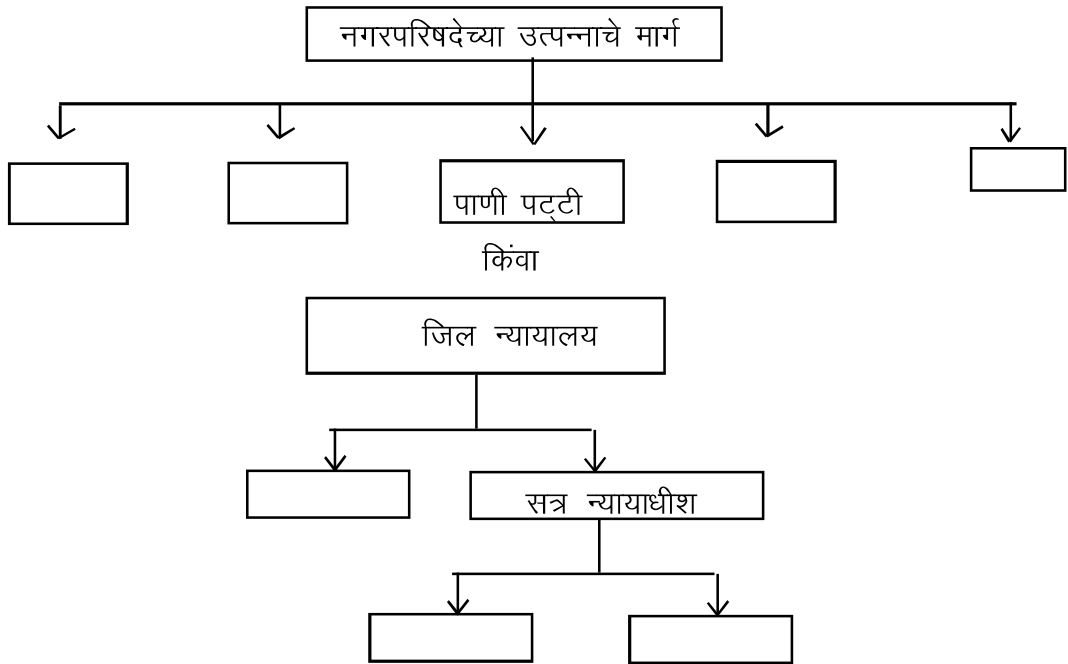 नगरपरिषदेच्या उत्पन्नाचे मार्ग
पाणी पट्टी
किंवा
जिल न्यायालय
सत्र न्यायाधीश